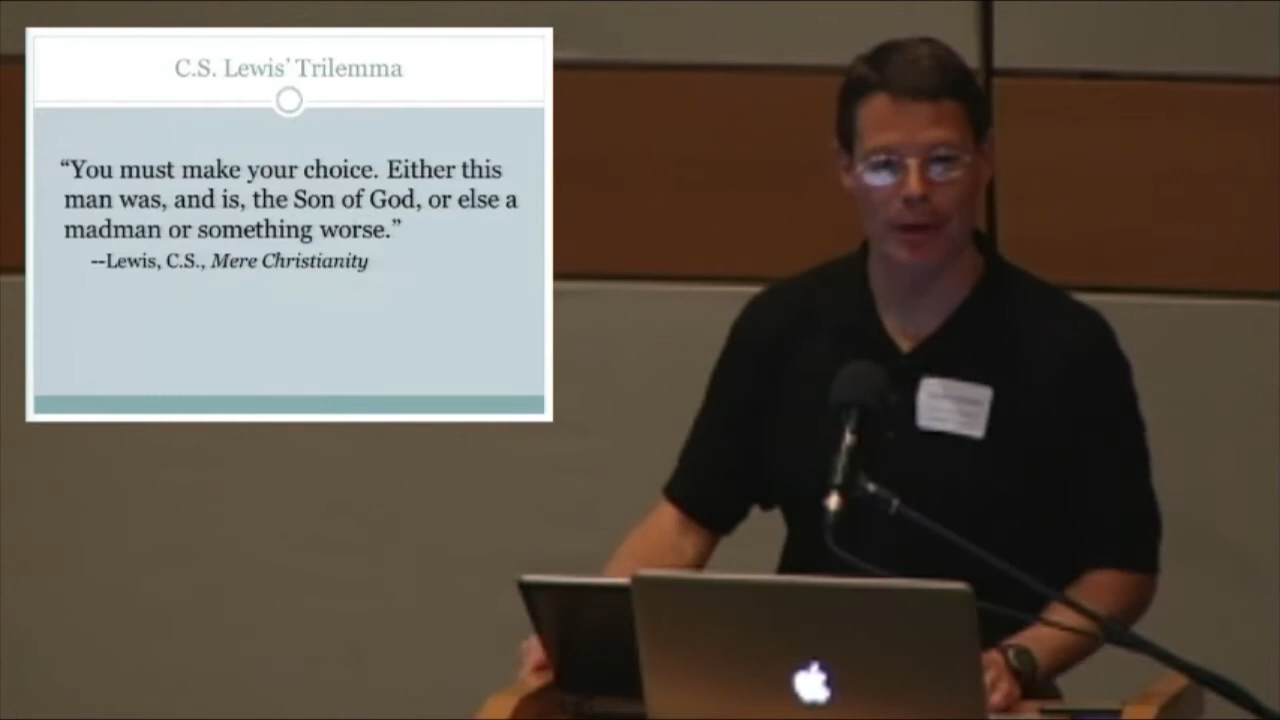 C.S. Lewis’ Trilemma
“You must make your choice. Either this
man was, and is, the Son of God, or else a
madman or something worse.”
--Lewis, C.S., Mere Christianity